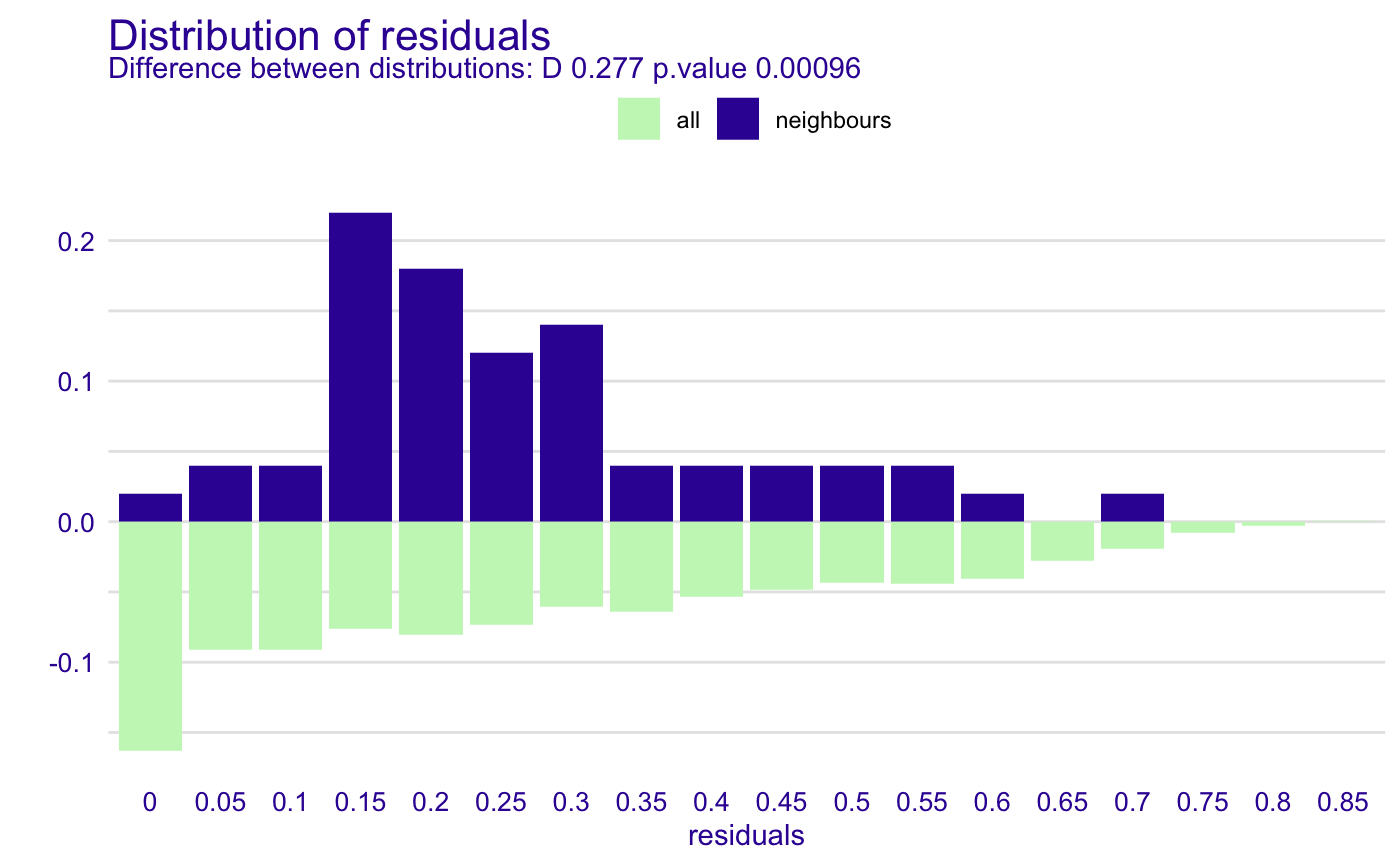 Distribution of residuals
Difference between distributions: D 0.277 p.value 0.00096
all neighbours
0.2
0.1
0.0
-0.1
0 0.05 0.1 0.15 0.2 0.25 0.3 0.35 0.4 0.45 0.5 0.55 0.6 0.65 0.7 0.75 0.8 0.85
residuals